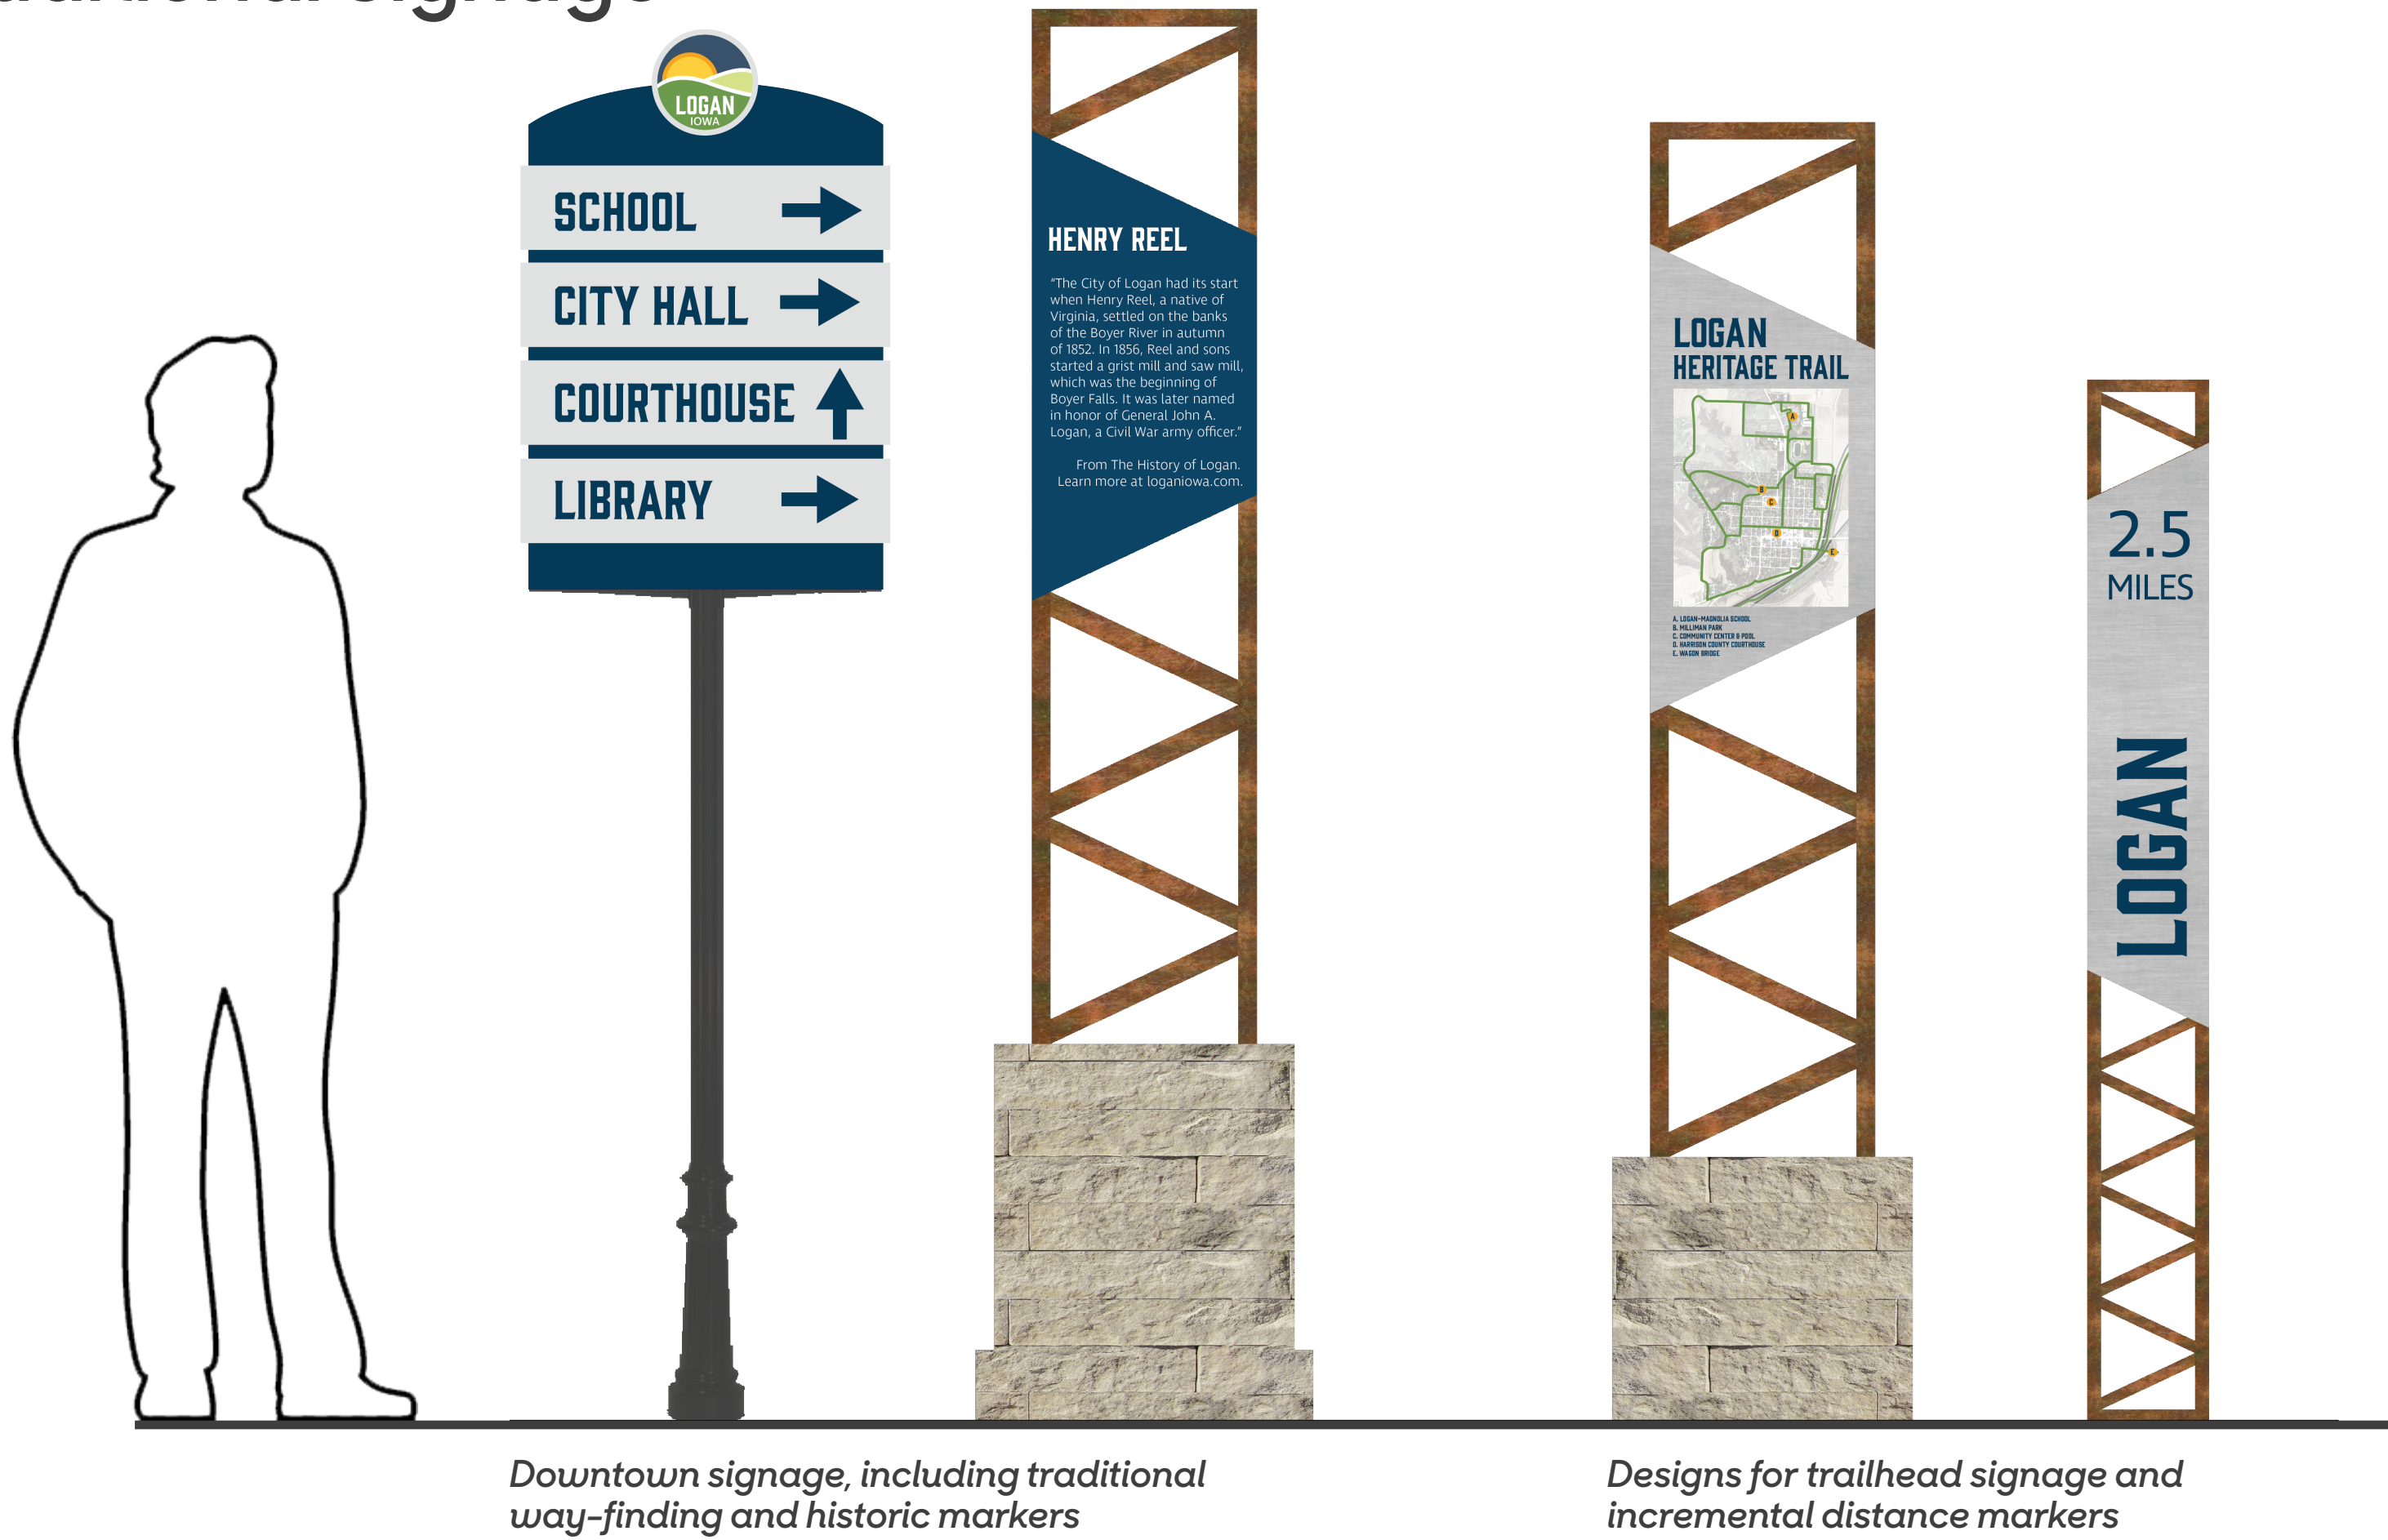 LOGAN
IOWA
SCHOOL
CITY HALL
COURTHOUSE
LIBRARY
HENRY REEL
“The City of Logan had its start
when Henry Reel, a native of
Virginia, settled on the banks
of the Boyer River in autumn
of 1852. In 1856, Reel and sons
started a grist mill and saw mill,
which was the beginning of
Boyer Falls. It was later named
in honor of General John A.
Logan, a Civil War army officer.”
From The History of Logan.
Learn more at loganiowa.com.
LOGAN
HERITAGE TRAIL
A
B
C
D
E
A. LOGAN-MAGNOLIA SCHOOL
B. MILLIMAN PARK
C. COMMUNITY CENTER & POOL
D. HARRISON COUNTY COURTHOUSE
E. WAGON BRIDGE
2.5
MILES
LOGAN
Downtown signage, including traditional
way-finding and historic markers
Designs for trailhead signage and
incremental distance markers